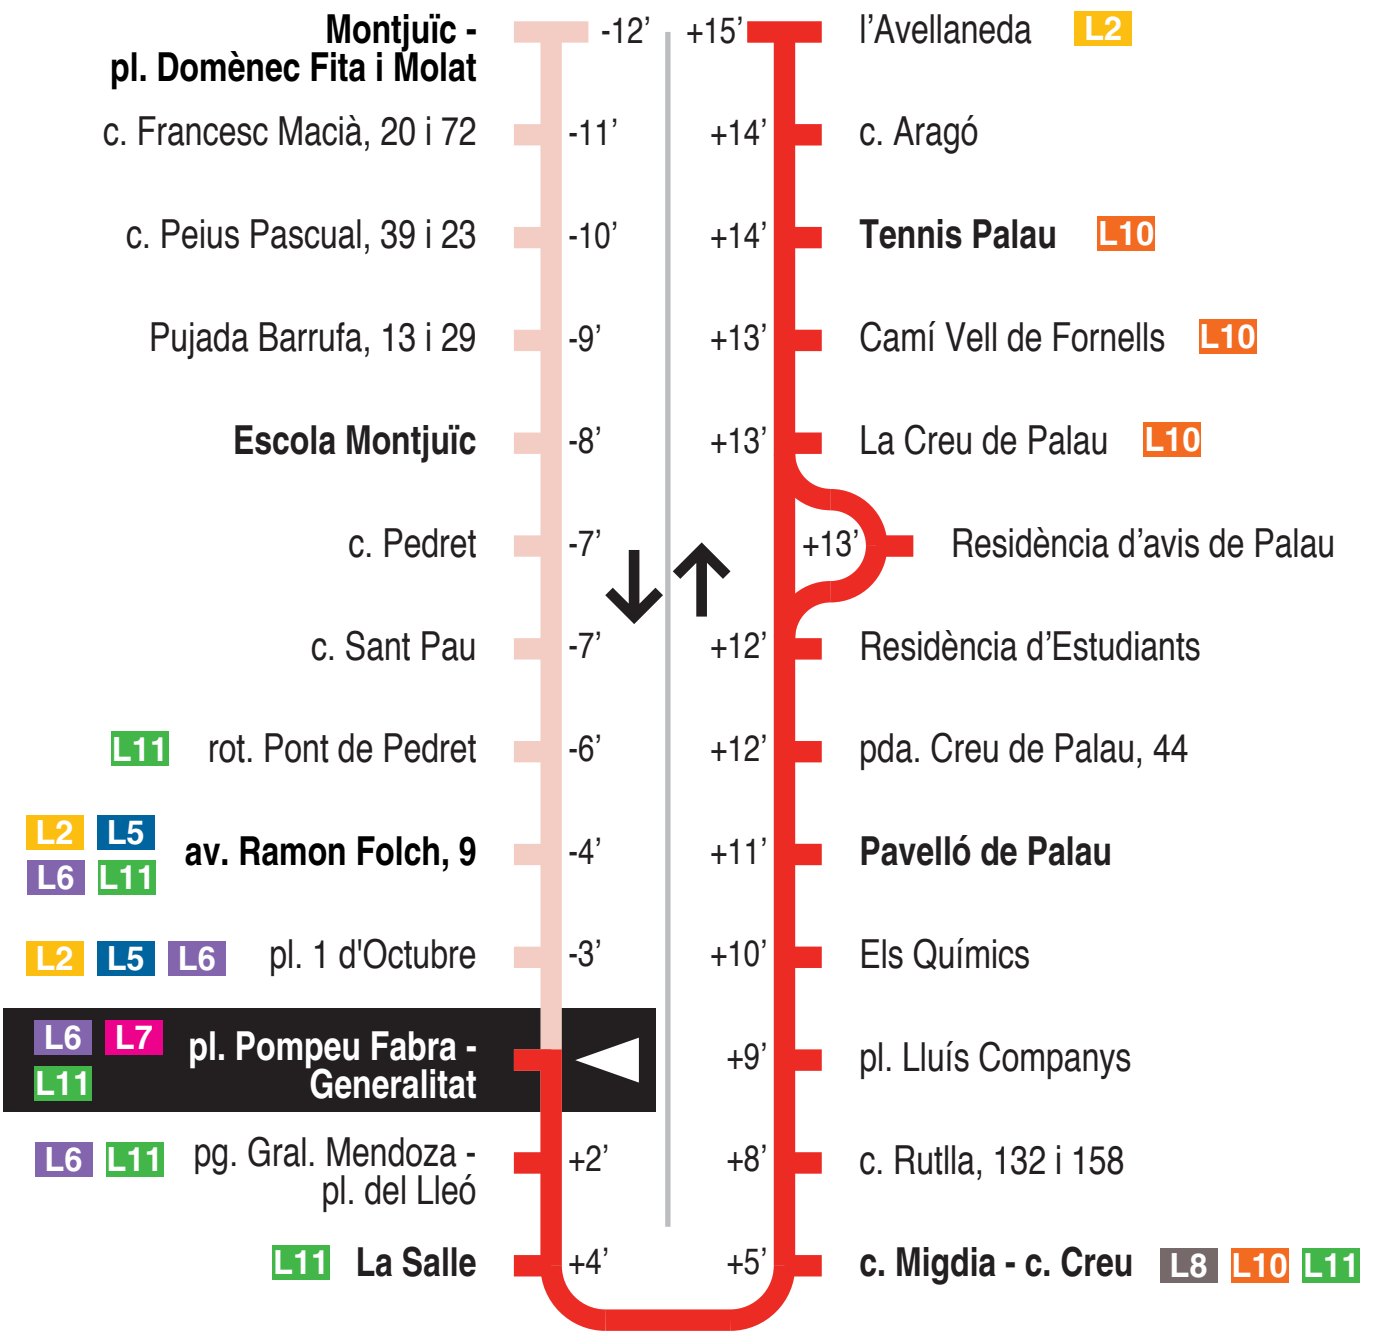 Montjuïc -
pl. Domènec Fita i Molat
-12’
c. Francesc Macià, 20 i 72 -11’
c. Peius Pascual, 39 i 23 -10’
Pujada Barrufa, 13 i 29 -9’
Escola Montjuïc -8’
c. Pedret -7’
c. Sant Pau -7’
L11 rot. Pont de Pedret -6’
L2 L5
L6 L11
av. Ramon Folch, 9 -4’
L2 L5 L6 pl. 1 d'Octubre -3’
L6 L7
L11
pl. Pompeu Fabra -
Generalitat
L6 L11 pg. Gral. Mendoza -
pl. del Lleó
+2’
L11 La Salle +4’
+15’ l’Avellaneda L2
+14’ c. Aragó
+14’ Tennis Palau L10
+13’ Camí Vell de Fornells L10
+13’ La Creu de Palau L10
+13’ Residència d’avis de Palau
+12’ Residència d’Estudiants
+12’ pda. Creu de Palau, 44
+11’ Pavelló de Palau
+10’ Els Químics
+9’ pl. Lluís Companys
+8’ c. Rutlla, 132 i 158
+5’ c. Migdia - c. Creu L8 L10 L11